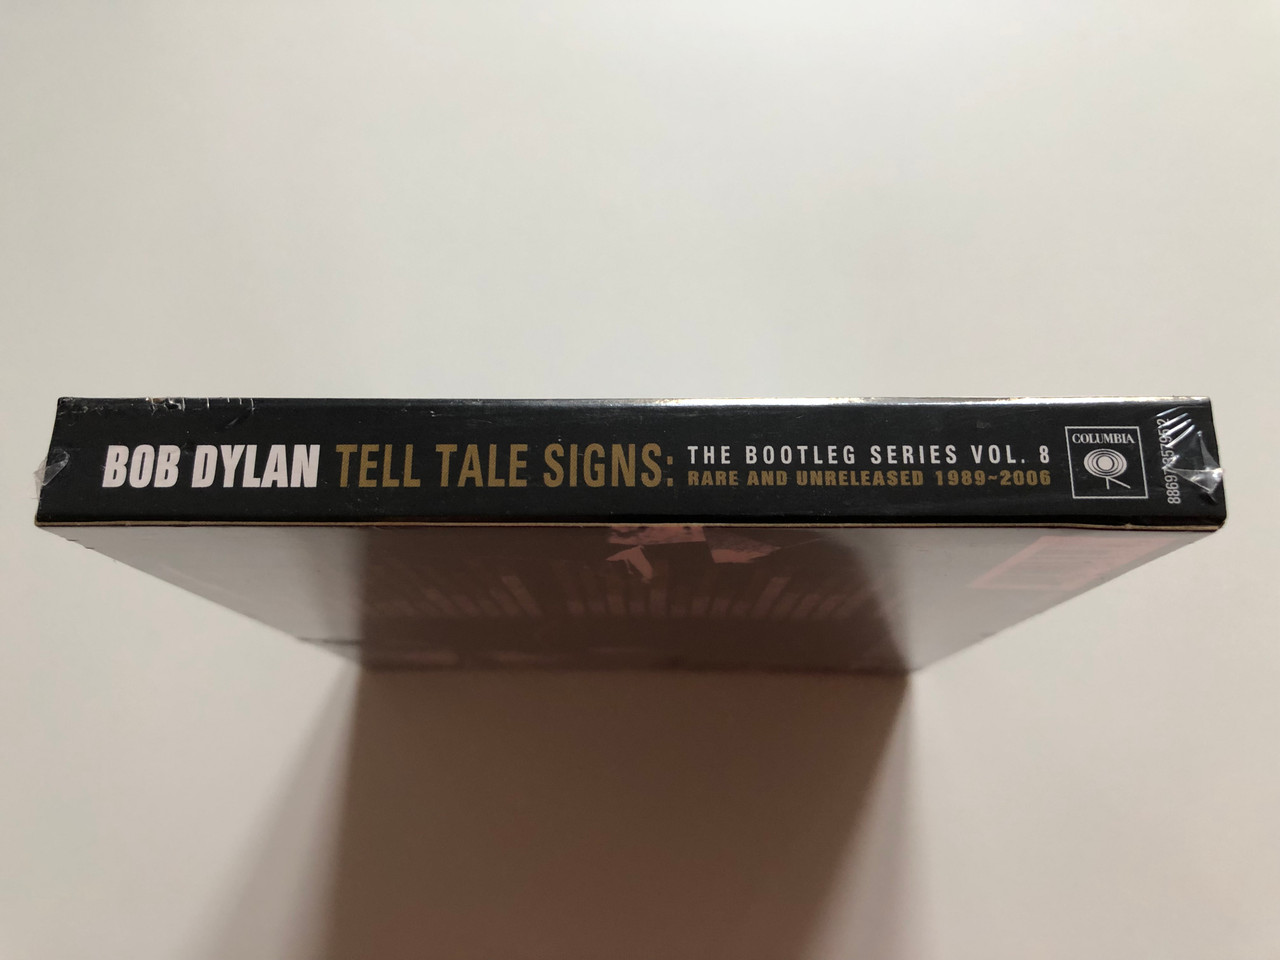 BOB DYLAN TELL TALE SIGNS:
THE BOOTLEG SERIES VOL. 8
RARE AND UNRELEASED 1989~2006
COLUMBIA